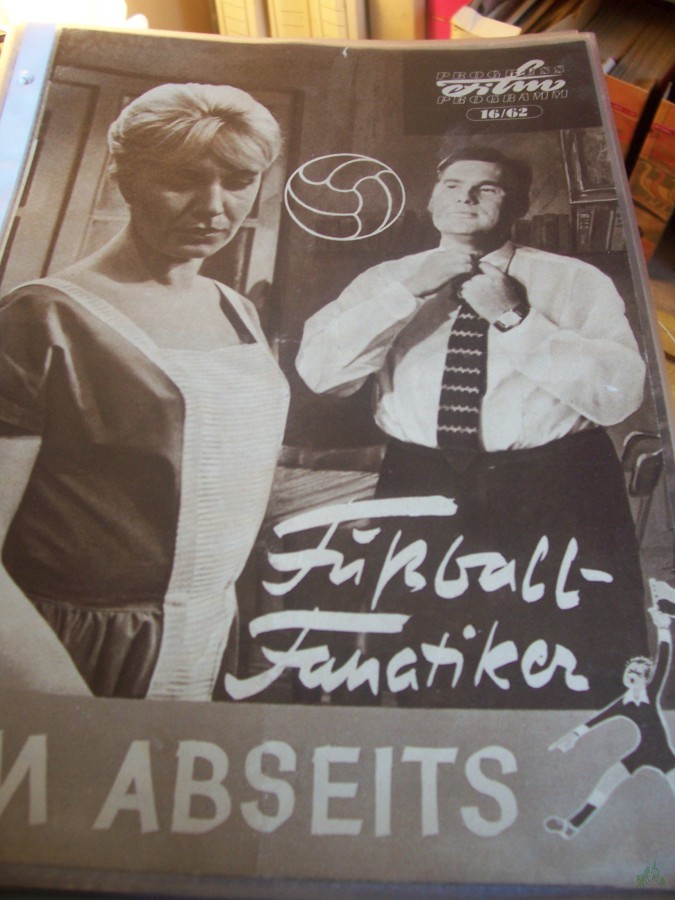 PROGRESS
Film
PROGRAMM
16/62
Fußball-
Fanatiker
N ABSEITS